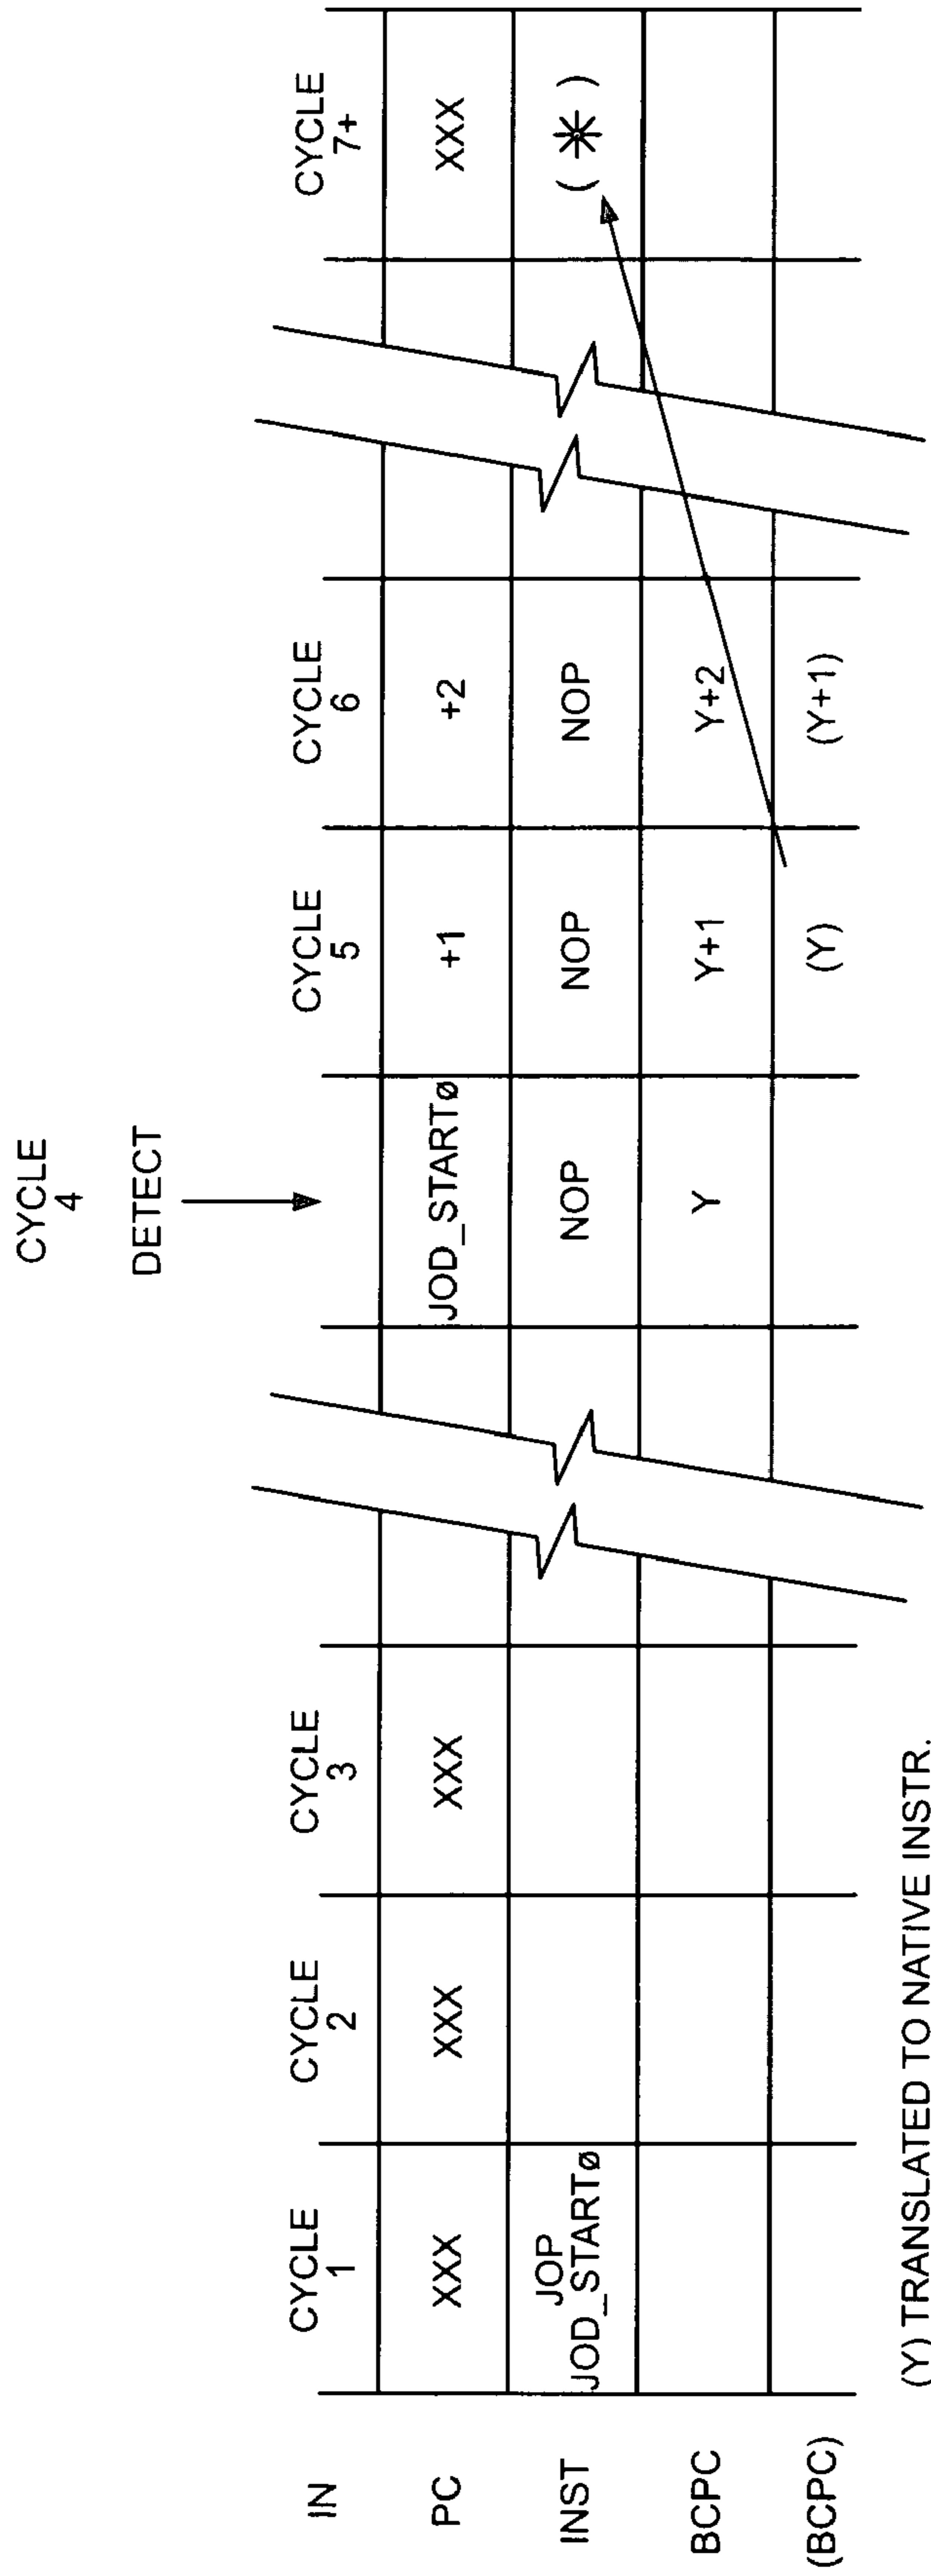 CYCLE
4
DETECT
IN
CYCLE
1
CYCLE
2
CYCLE
3
CYCLE
5
CYCLE
6
CYCLE
7+
PC
XXX
XXX
XXX
JOD_STARTø
+1
+2
XXX
INST
JOP
JOD_STARTø
NOP
NOP
NOP
( * )
BCPC
Y
Y+1
Y+2
(BCPC)
(Y)
(Y+1)
(Y) TRANSLATED TO NATIVE INSTR.